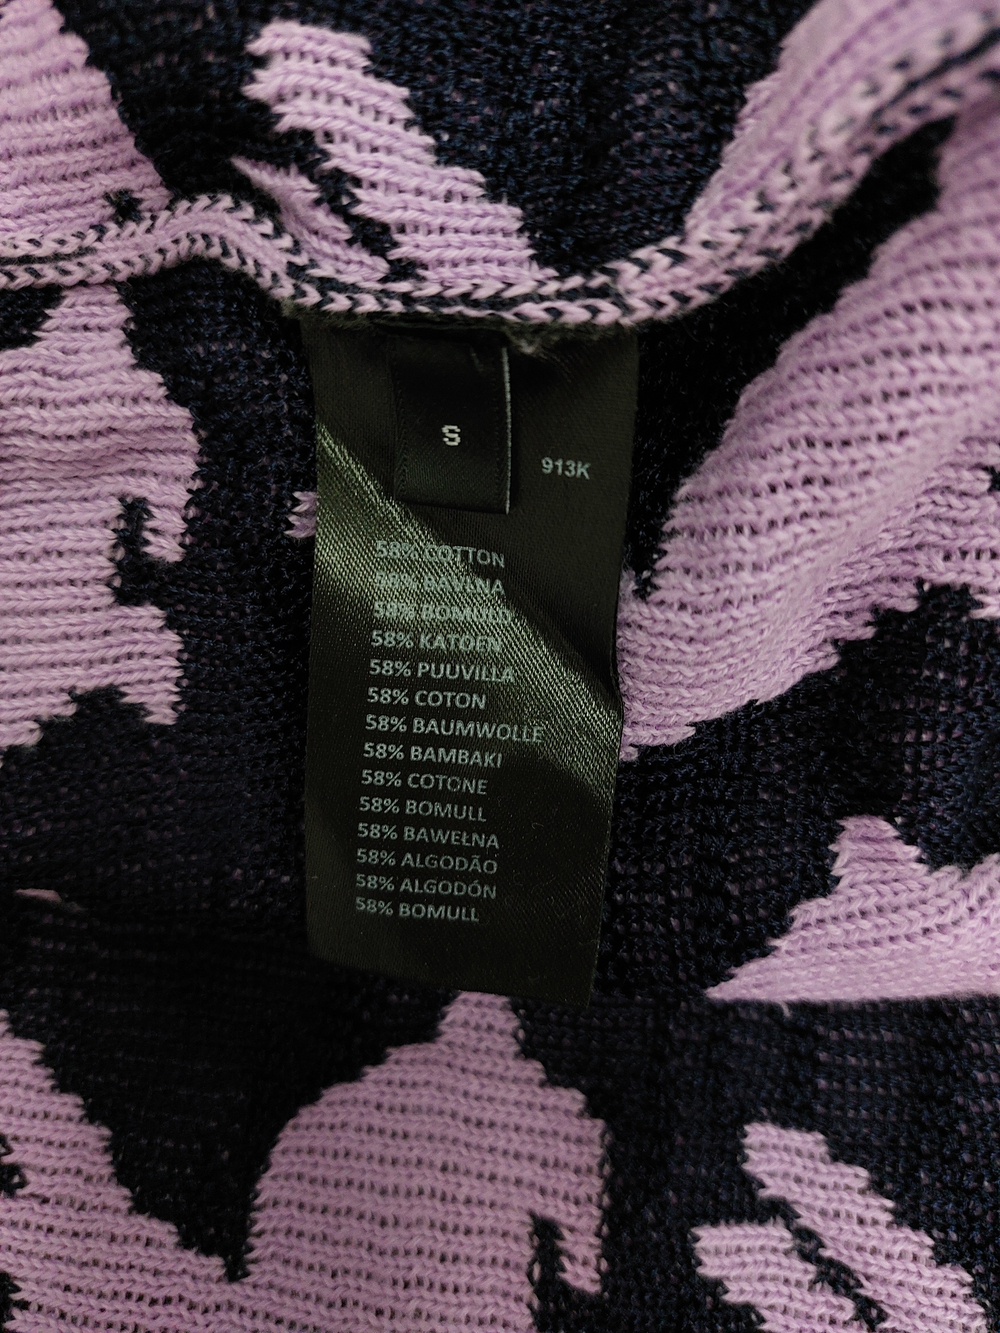 S
913K
58% COTTON
58% BAVLNA
58% BOMULD
58% KATOEN
58% PUUVILLA
58% COTON
58% BAUMWOLLE
58% BAMBAKI
58% COTONE
58% BOMULL
58% BAWEŁNA
58% ALGODÃO
58% ALGODÓN
58% BOMULL